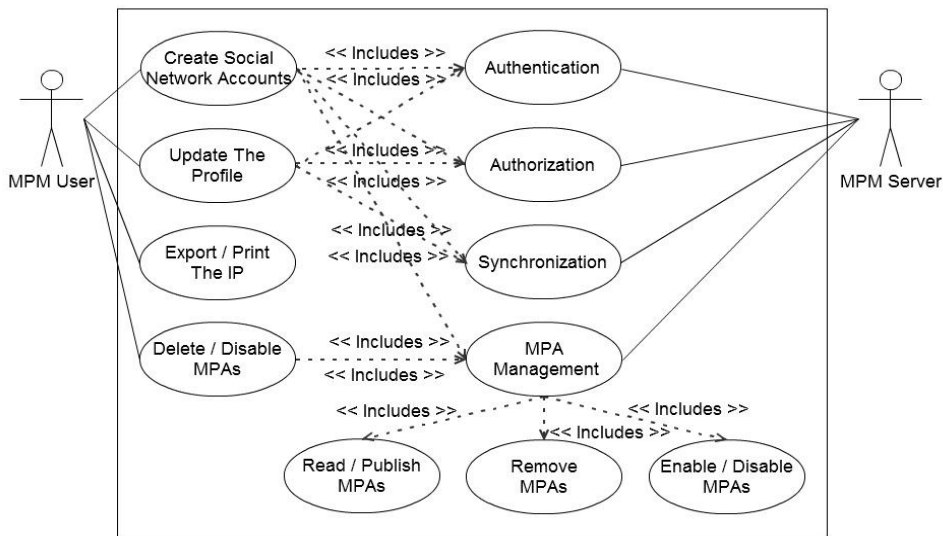 Create Social
Network Accounts
<< Includes >>
<< Includes >>
Authentication
MPM User
Update The
Profile
<< Includes >>
<< Includes >>
Authorization
MPM Server
Export / Print
The IP
<< Includes >>
<< Includes >>
Synchronization
Delete / Disable
MPAs
<< Includes >>
<< Includes >>
MPA
Management
<< Includes >>
<< Includes >>
<< Includes >>
Read / Publish
MPAs
Remove
MPAs
Enable / Disable
MPAs